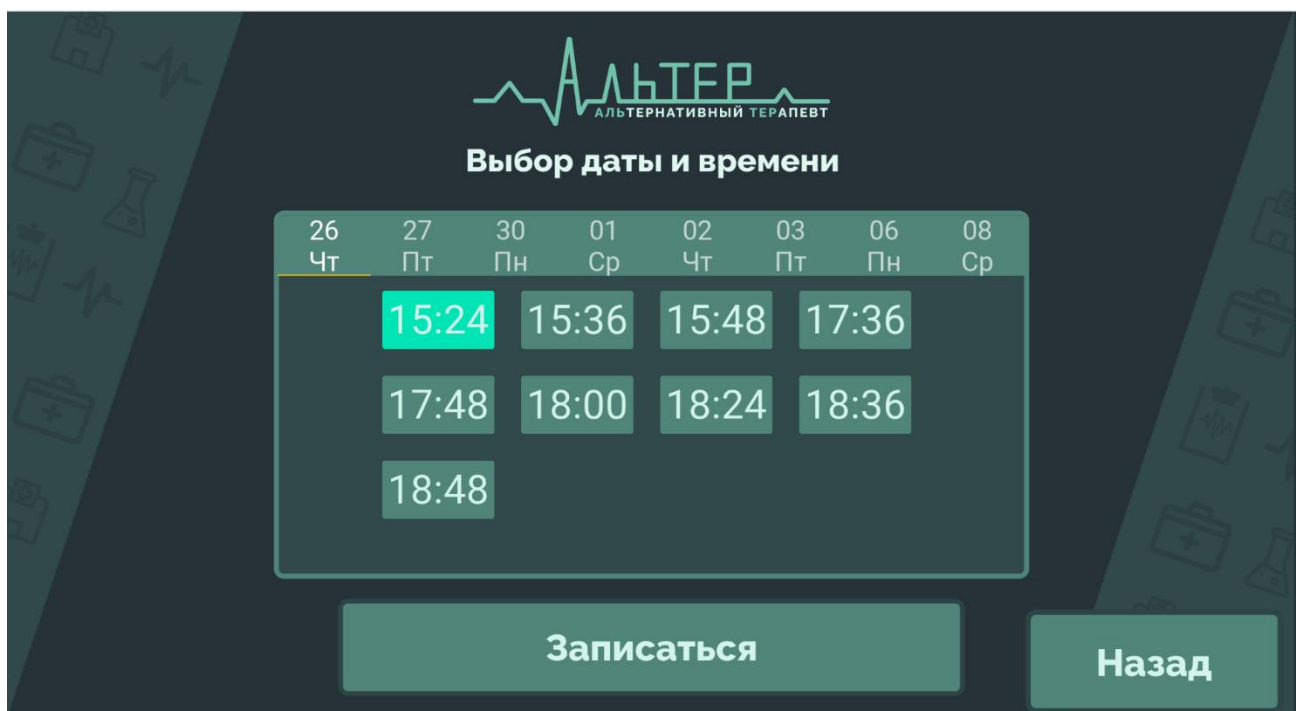 АльТЕР
АЛЬТЕРНАТИВНЫЙ ТЕРАПЕВТ
Выбор даты и времени
26 27 30 01 02 03 06 08
Чт Пт Пн Ср Чт Пт Пн Ср
15:24 15:36 15:48 17:36
17:48 18:00 18:24 18:36
18:48
Записаться
Назад